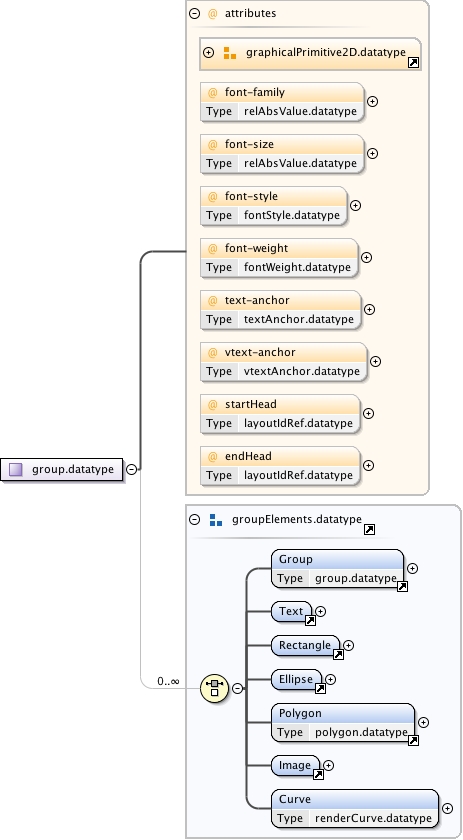 @ attributes
graphicalPrimitive2D.datatype
@ font-family
Type relAbsValue.datatype
@ font-size
Type relAbsValue.datatype
@ font-style
Type fontStyle.datatype
@ font-weight
Type fontWeight.datatype
@ text-anchor
Type textAnchor.datatype
@ vtext-anchor
Type vtextAnchor.datatype
@ startHead
Type layoutIdRef.datatype
@ endHead
Type layoutIdRef.datatype
group.datatype
groupElements.datatype
Group
Type group.datatype
Text
Rectangle
Ellipse
0..∞
Polygon
Type polygon.datatype
Image
Curve
Type renderCurve.datatype